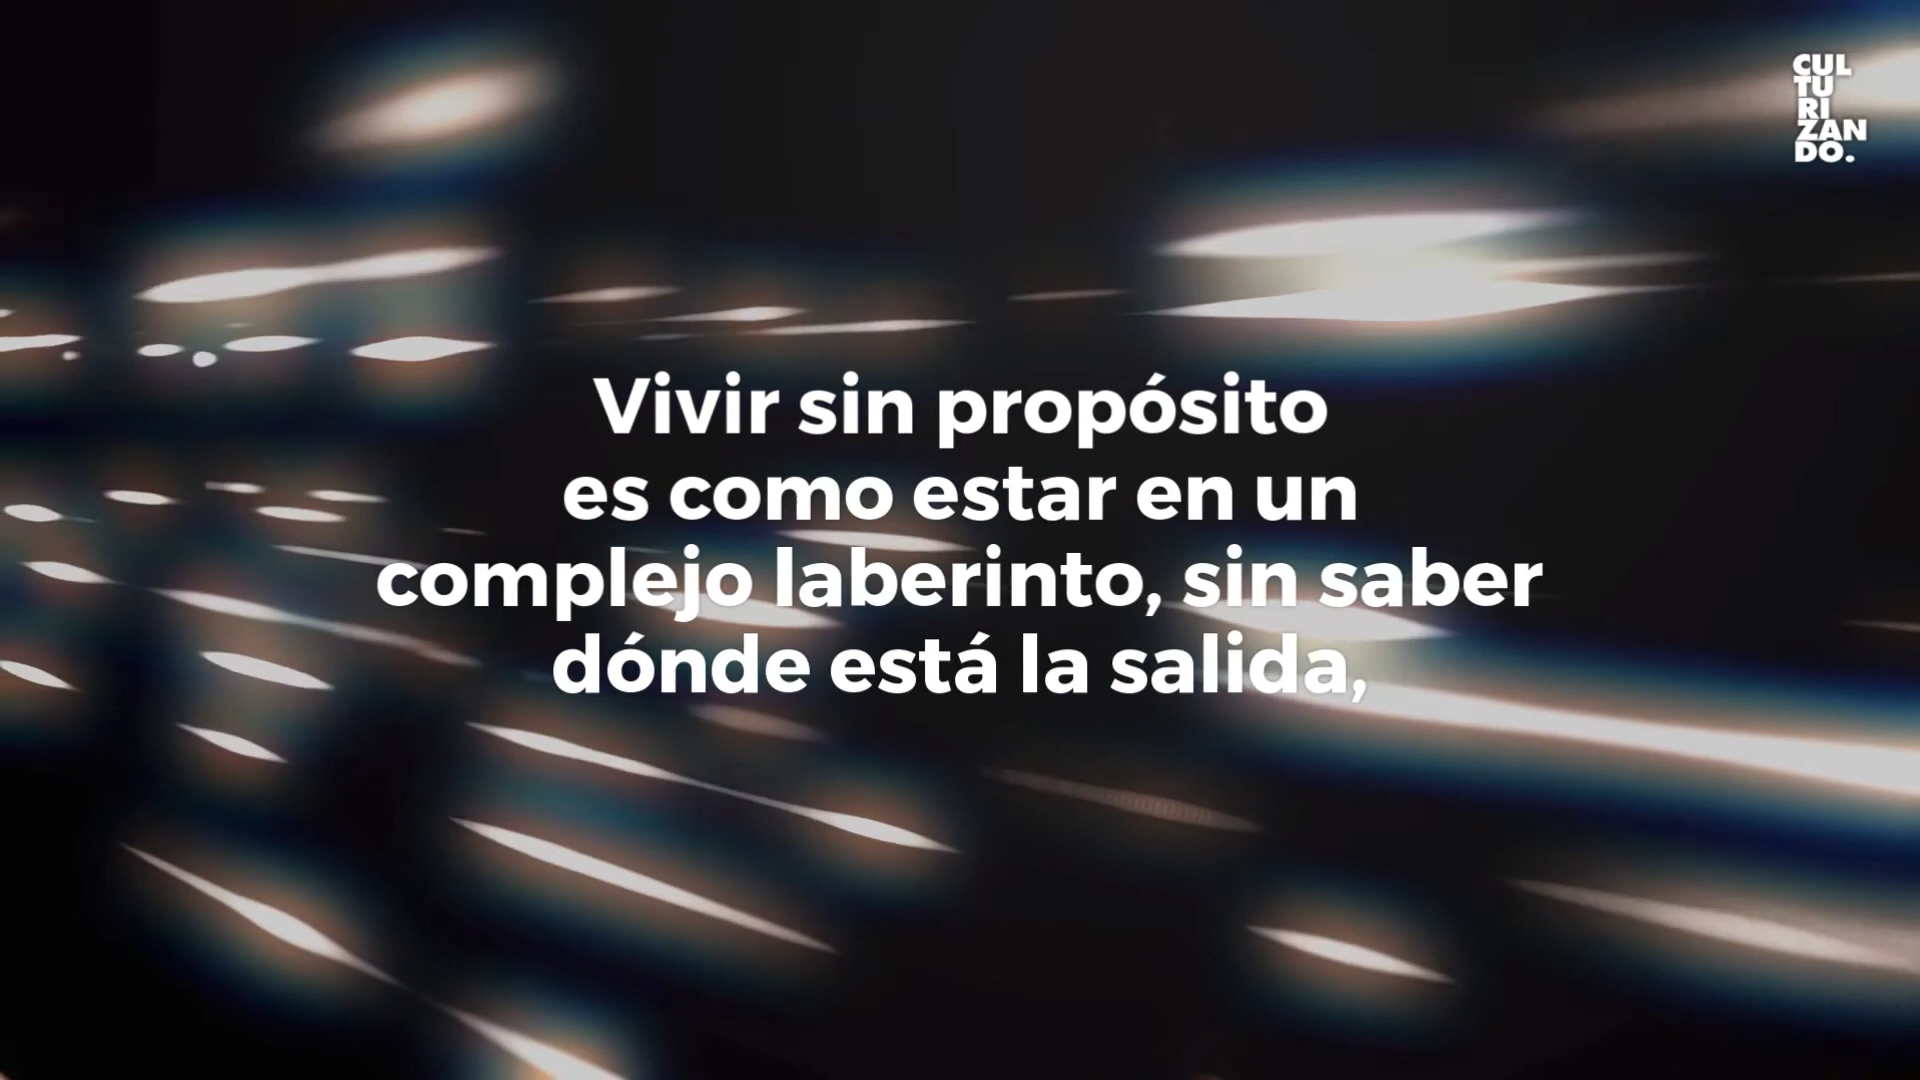 CUL
TU
RI
ZAN
DO.
Vivir sin propósito
es como estar en un
complejo laberinto, sin saber
dónde está la salida,